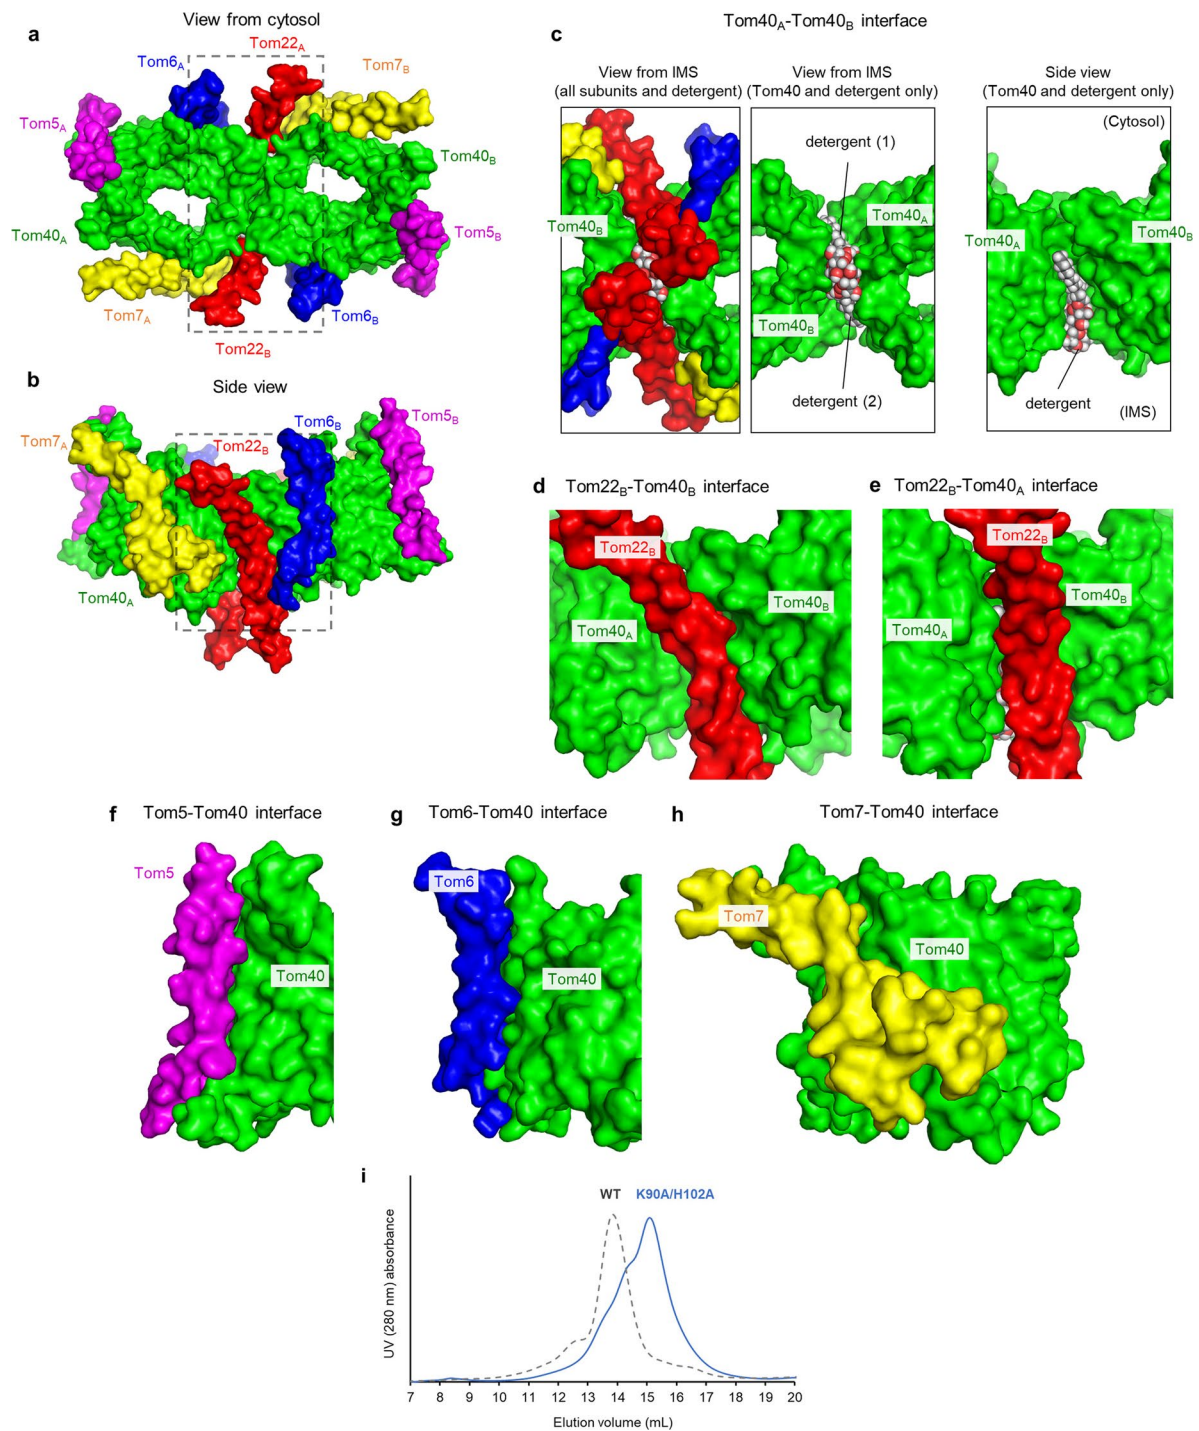 a
View from cytosol
Tom22A
Tom6A
Tom7B
Tom5A
Tom40B
Tom40A
Tom5B
Tom7A
Tom6B
Tom22B
b
Side view
Tom6B
Tom5B
Tom7A
Tom22B
Tom40A
c
Tom40A-Tom40B interface
View from IMS
(all subunits and detergent)
View from IMS
(Tom40 and detergent only)
Side view
(Tom40 and detergent only)
Tom40B
detergent (1)
Tom40A
Tom40B
detergent (2)
(Cytosol)
Tom40A
Tom40B
detergent
(IMS)
d
Tom22B-Tom40B interface
Tom22B
Tom40B
Tom40A
e
Tom22B-Tom40A interface
Tom22B
Tom40B
Tom40A
f
Tom5-Tom40 interface
Tom5
Tom40
g
Tom6-Tom40 interface
Tom6
Tom40
h
Tom7-Tom40 interface
Tom7
Tom40
i
WT
K90A/H102A
UV (280 nm) absorbance
7 8 9 10 11 12 13 14 15 16 17 18 19 20
Elution volume (mL)